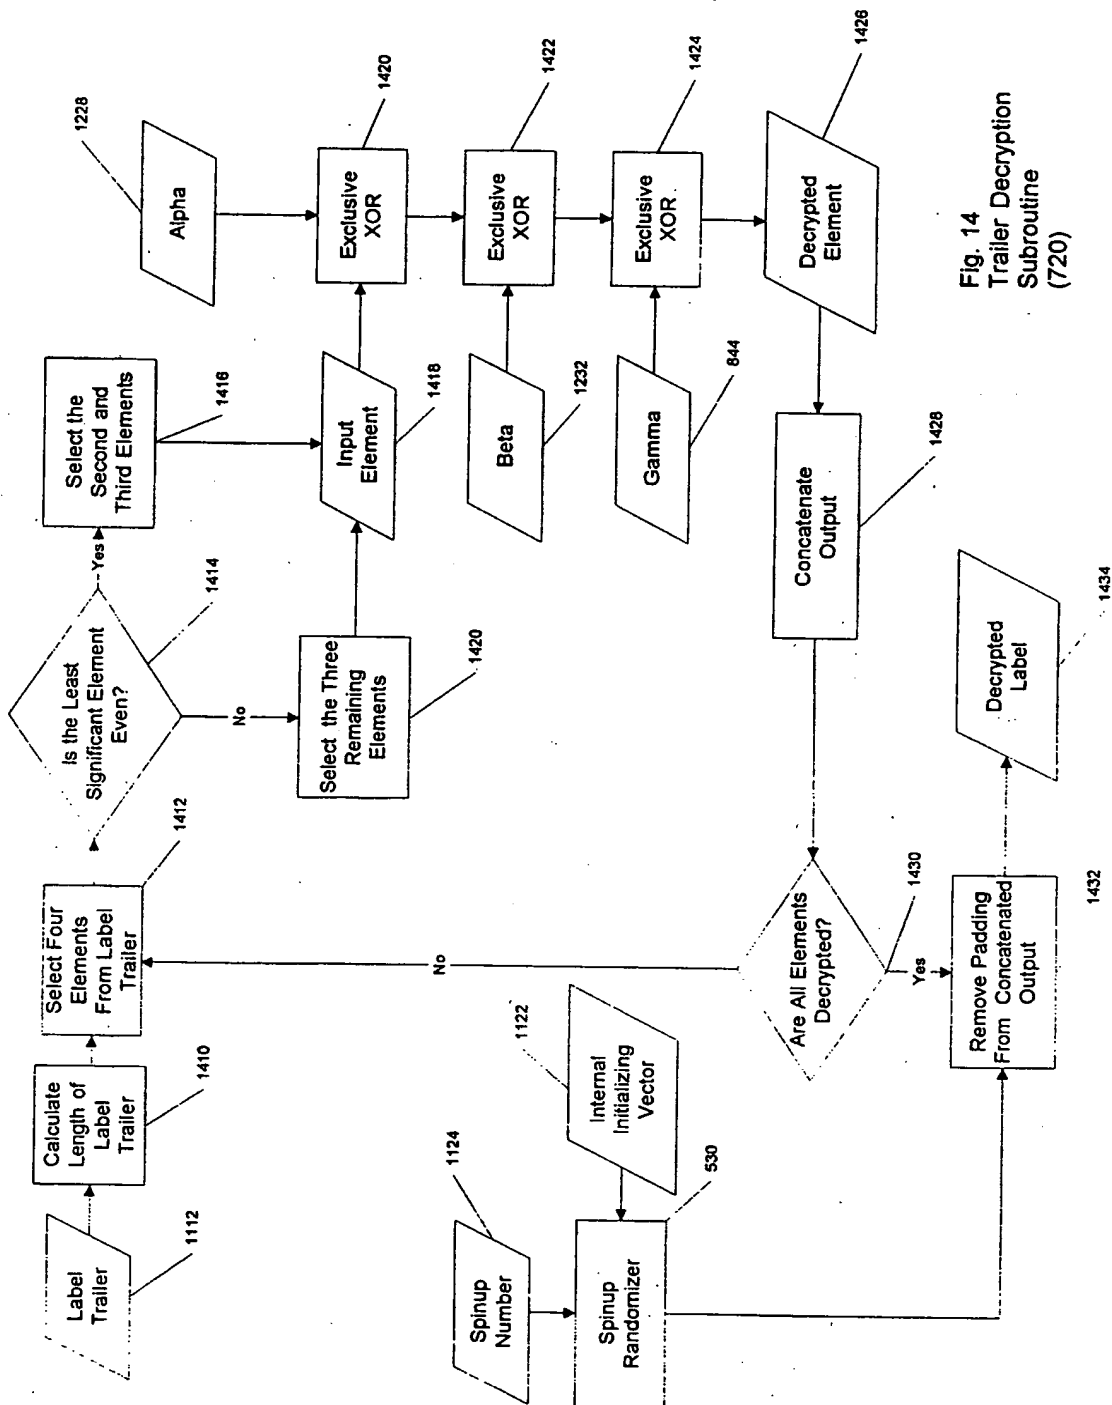 1228
Alpha
1420
Exclusive
XOR
1422
Exclusive
XOR
1424
Exclusive
XOR
1426
Decrypted
Element
Select the
Second and
Third Elements
1416
Input
Element
1418
Beta
1232
Gamma
844
1428
Concatenate
Output
Yes
Is the Least
Significant Element
Even?
1414
No
Select the Three
Remaining
Elements
1420
Decrypted
Label
1434
Select Four
Elements
From Label
Trailer
1412
No
Are All Elements
Decrypted?
1430
Yes
Remove Padding
From Concatenated
Output
1432
Calculate
Length of
Label
Trailer
1410
Label
Trailer
1112
1122
Internal
Initializing
Vector
1124
Spinup
Number
530
Spinup
Randomizer
Fig. 14
Trailer Decryption
Subroutine
(720)